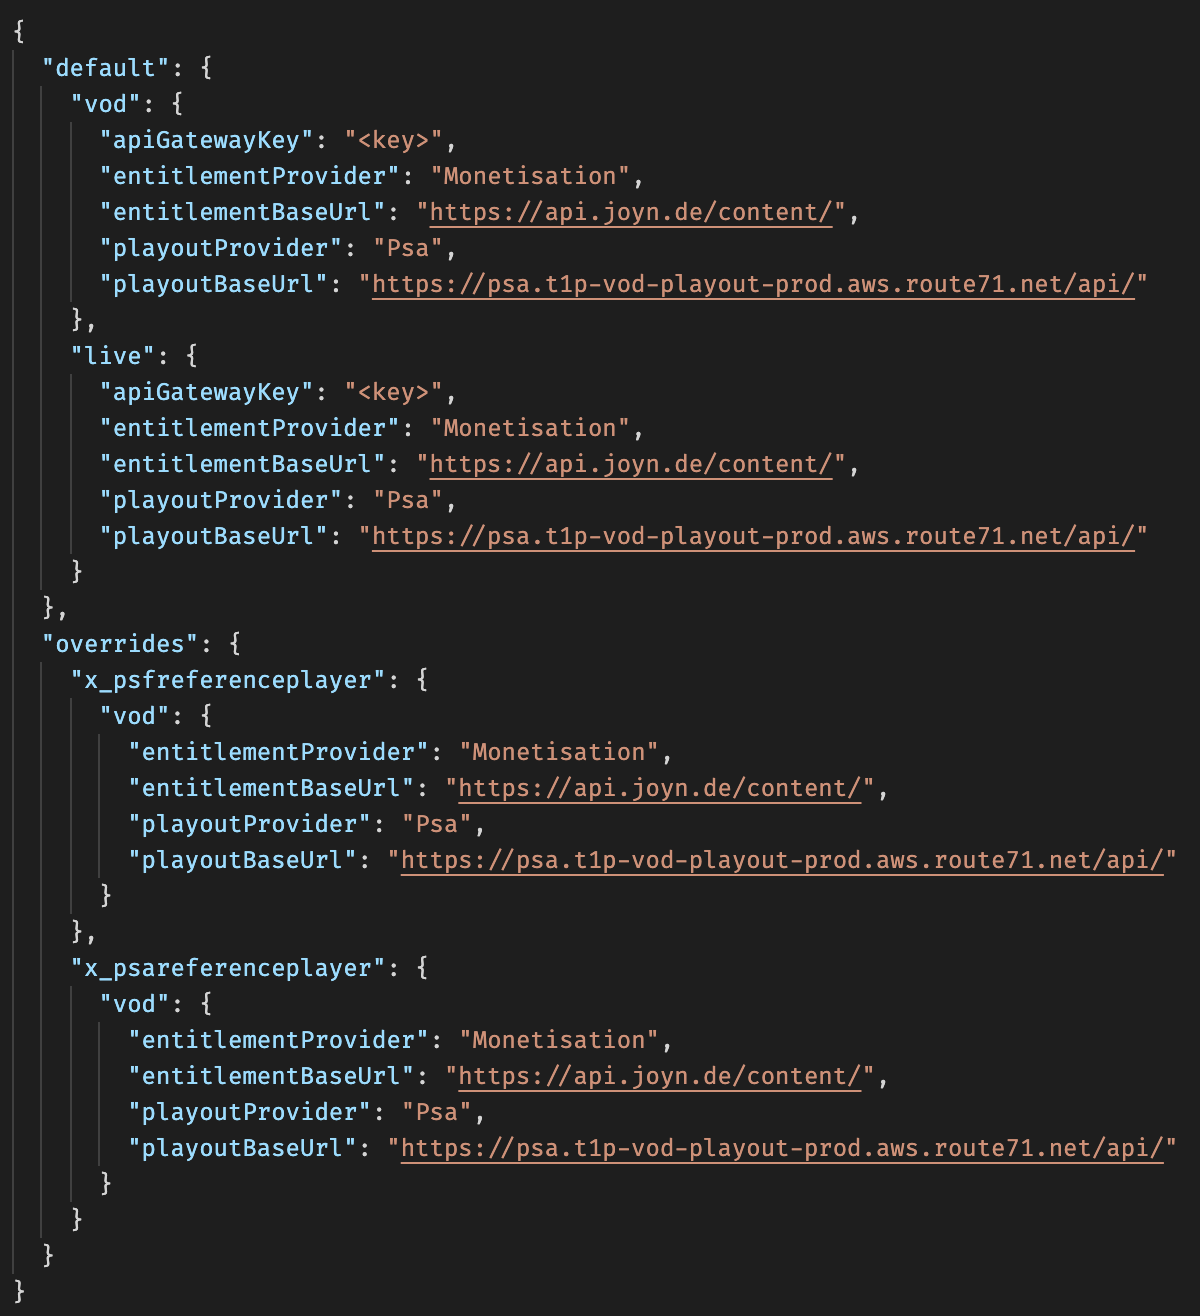 {
  "default": {
    "vod": {
      "apiGatewayKey": "<key>",
      "entitlementProvider": "Monetisation",
      "entitlementBaseUrl": "https://api.joyn.de/content/",
      "playoutProvider": "Psa",
      "playoutBaseUrl": "https://psa.t1p-vod-playout-prod.aws.route71.net/api/"
    },
    "live": {
      "apiGatewayKey": "<key>",
      "entitlementProvider": "Monetisation",
      "entitlementBaseUrl": "https://api.joyn.de/content/",
      "playoutProvider": "Psa",
      "playoutBaseUrl": "https://psa.t1p-vod-playout-prod.aws.route71.net/api/"
    }
  },
  "overrides": {
    "x_psfreferenceplayer": {
      "vod": {
        "entitlementProvider": "Monetisation",
        "entitlementBaseUrl": "https://api.joyn.de/content/",
        "playoutProvider": "Psa",
        "playoutBaseUrl": "https://psa.t1p-vod-playout-prod.aws.route71.net/api/"
      }
    },
    "x_psareferenceplayer": {
      "vod": {
        "entitlementProvider": "Monetisation",
        "entitlementBaseUrl": "https://api.joyn.de/content/",
        "playoutProvider": "Psa",
        "playoutBaseUrl": "https://psa.t1p-vod-playout-prod.aws.route71.net/api/"
      }
    }
  }
}